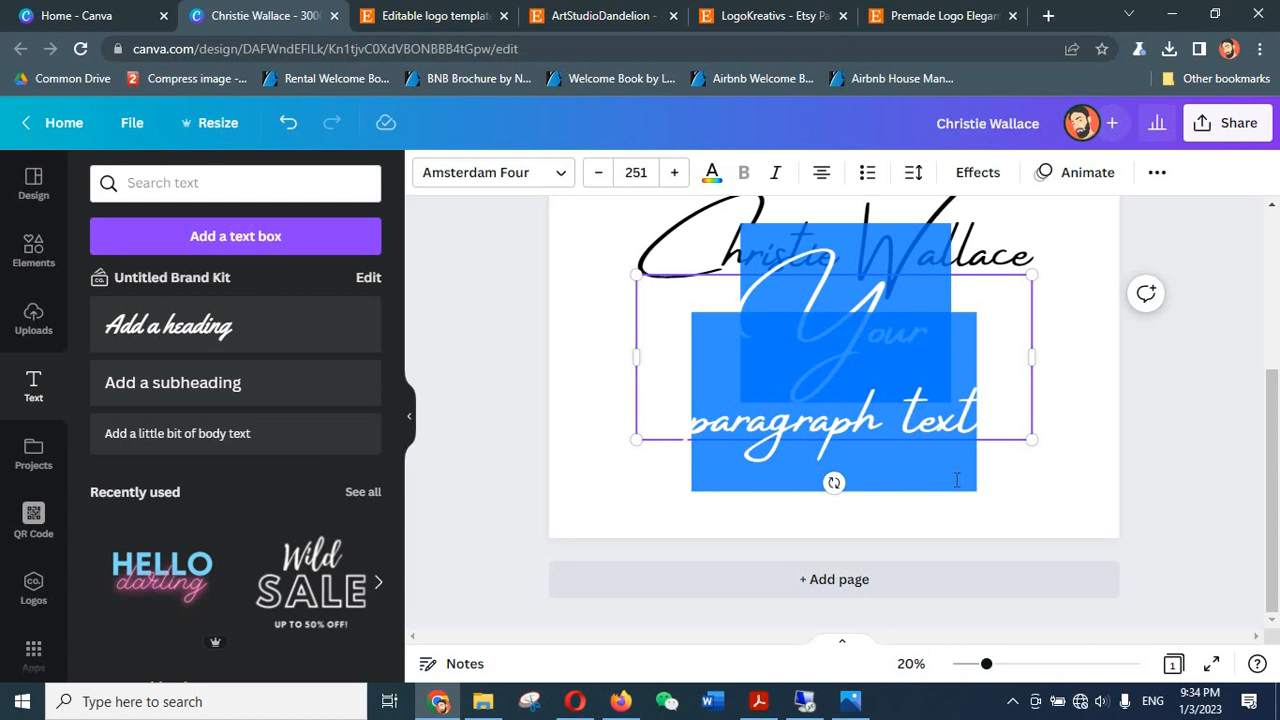 Home - Canva
Christie Wallace - 300
Editable logo templat
ArtStudioDandelion -
LogoKreativs - Etsy Pa
Premade Logo Elegan
canva.com/design/DAFWndEFILk/Kn1tjvC0XdVBONBBB4tGpw/edit
Common Drive
Compress image -...
Rental Welcome Bo...
BNB Brochure by N...
Welcome Book by L...
Airbnb Welcome B...
Airbnb House Man...
Other bookmarks
Home
File
Resize
Christie Wallace
Share
Design
Elements
Uploads
Text
Projects
QR Code
Logos
Apps
Search text
Add a text box
Untitled Brand Kit
Edit
Add a heading
Add a subheading
Add a little bit of body text
Recently used
See all
HELLO
darling
Wild
SALE
UP TO 50% OFF!
Amsterdam Four
251
A
B
I
Effects
Animate
Christie Wallace
Your
paragraph text
+ Add page
Notes
20%
1
Type here to search
ENG
9:34 PM
1/3/2023